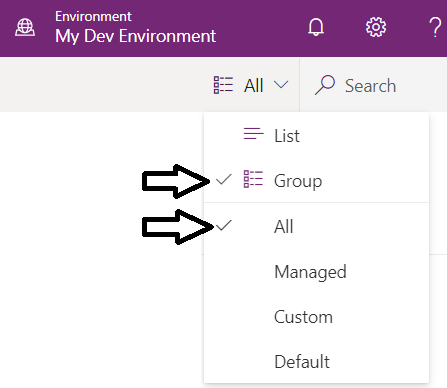 Environment
My Dev Environment
?
All
Search
List
Group
All
Managed
Custom
Default